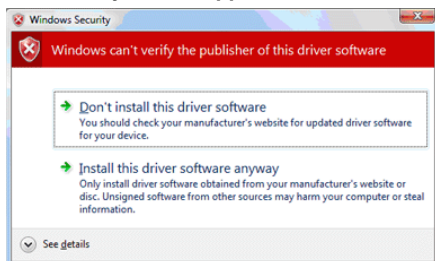 Windows Security
Windows can't verify the publisher of this driver software
Don't install this driver software
You should check your manufacturer's website for updated driver software
for your device.
Install this driver software anyway
Only install driver software obtained from your manufacturer's website or
disc. Unsigned software from other sources may harm your computer or steal
information.
See details